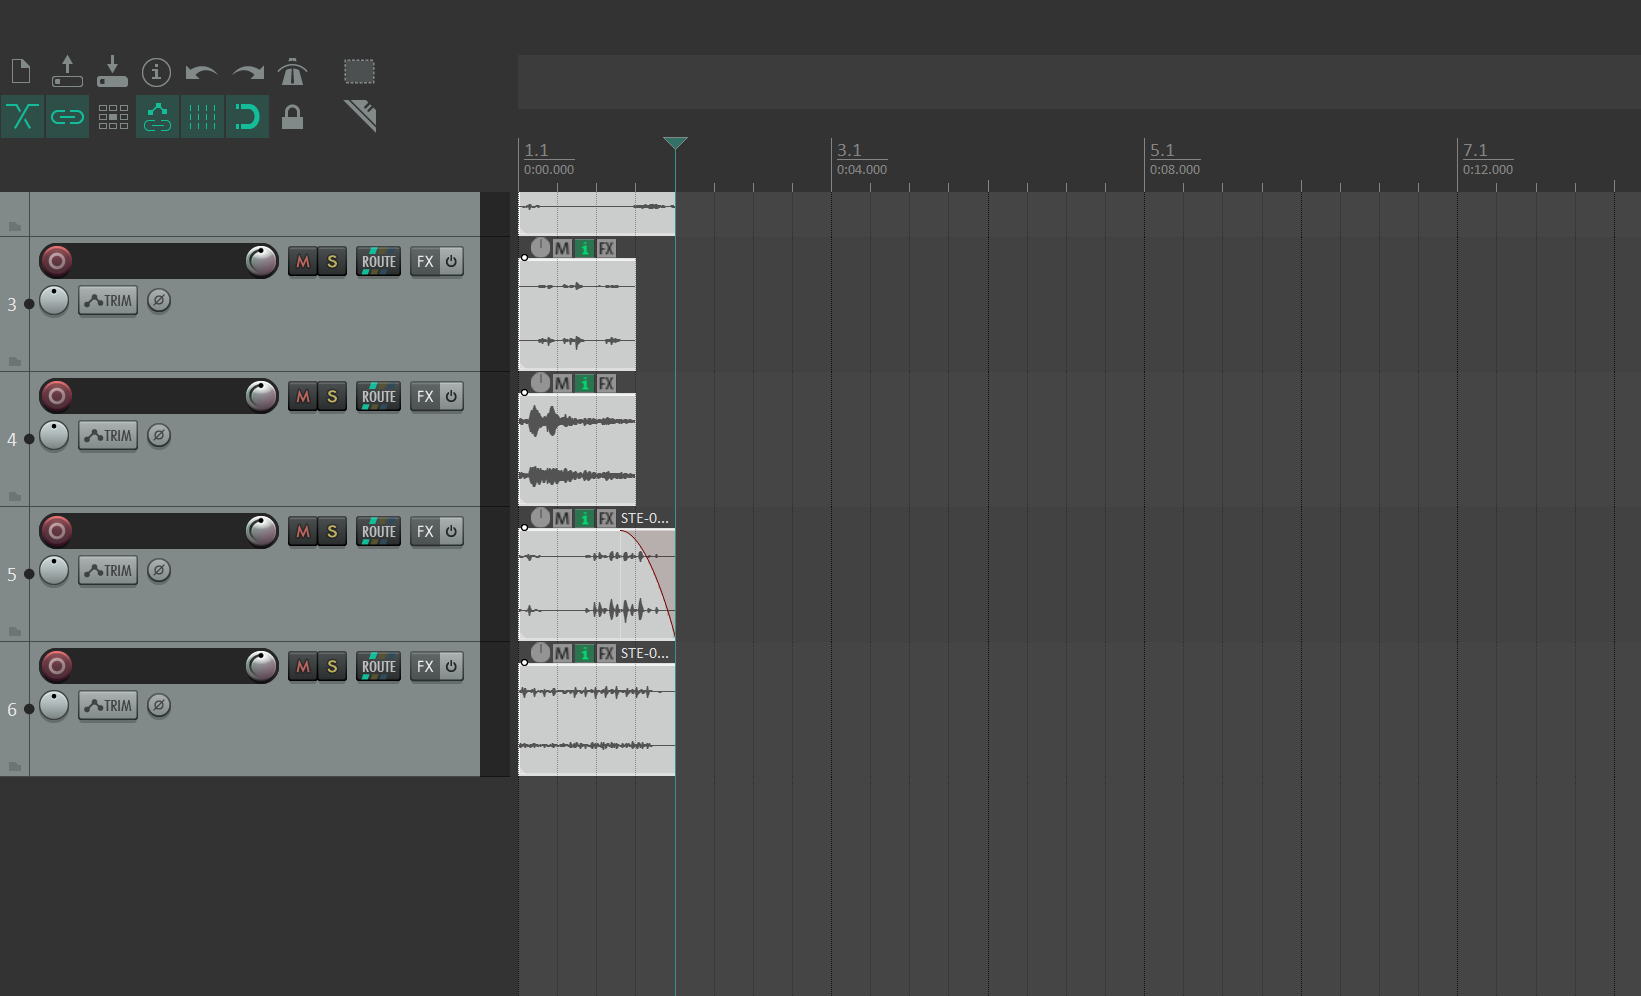 1.1 3.1 5.1 7.1
0:00.000 0:04.000 0:08.000 0:12.000
M i FX
M S ROUTE FX
3 TRIM
M i FX
M S ROUTE FX
4 TRIM
M i FX STE-0...
M S ROUTE FX
5 TRIM
M i FX STE-0...
M S ROUTE FX
6 TRIM